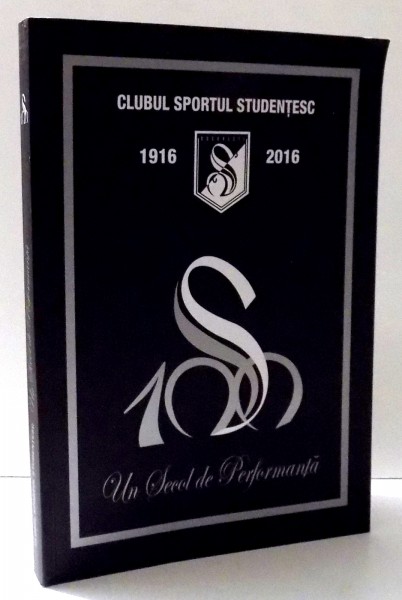 CLUBUL SPORTUL STUDENȚESC
1916 2016
100
Un Secol de Performanță